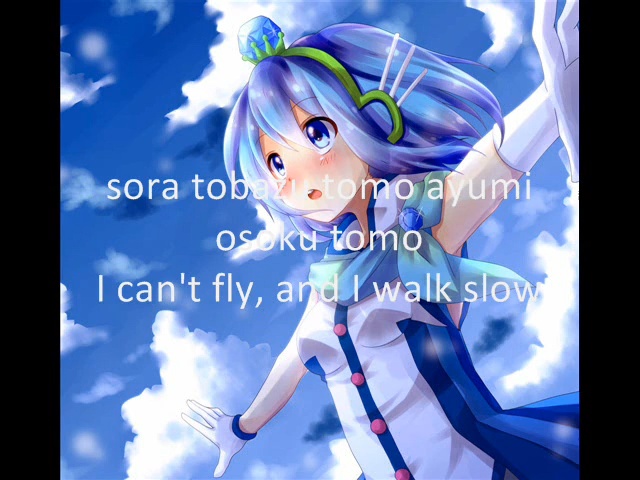 sora tobazu tomo ayumi
osoku tomo
I can't fly, and I walk slow